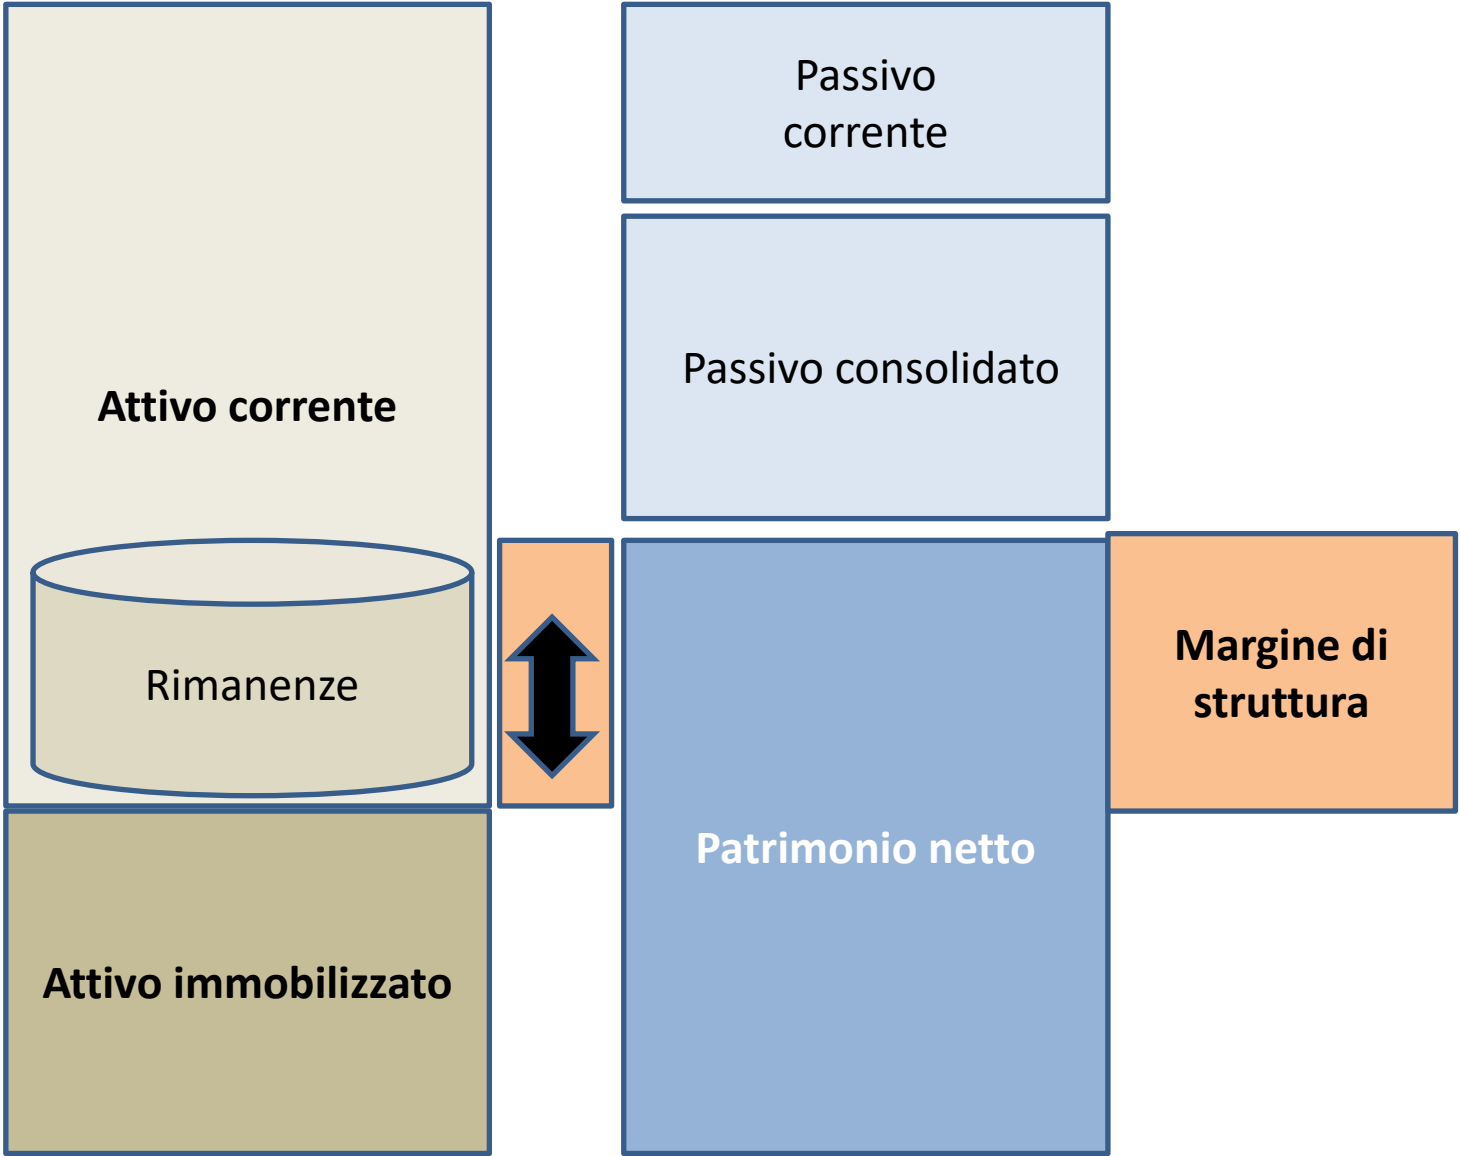 Attivo corrente
Rimanenze
Attivo immobilizzato
Passivo
corrente
Passivo consolidato
Patrimonio netto
Margine di
struttura